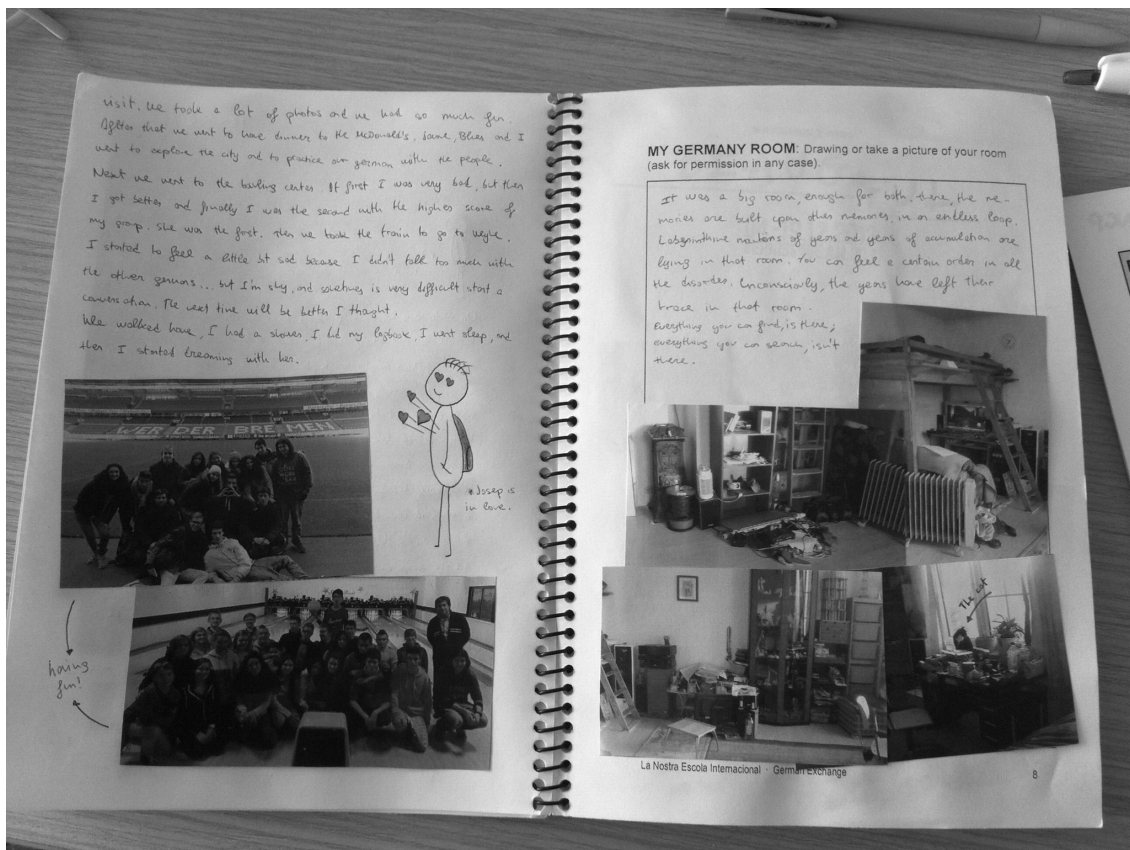 visit. We took a lot of photos and we had so much fun.
After that we went to have dinner to the McDonald's. Jaume, Blues and I
went to explore the city and to practice our german with the people.
Next we went to the bowling center. At first I was very bad, but then
I got better and finally I was the second with the highest score of
my group. She was the first. Then we took the train to go to Weyhe.
I started to feel a little bit sad because I didn't talk too much with
the other germans... but I'm shy, and sometimes is very difficult start a
conversation. The next time will be better I thought.
We walked home, I had a shower, I did my logbook, I went sleep, and
then I started dreaming with her.
WERDER BREMEN
*Josep is
in love.
having
fun!
MY GERMANY ROOM: Drawing or take a picture of your room
(ask for permission in any case).
It was a big room, enough for both, there, the me-
mories are built upon other memories, in an endless loop.
Labyrinthine of years and years of acumulation are
lying in that room. You can feel a certain order in all
the disorder. Unconsciously, the years have left their
trace in that room.
Everything you can find, is there;
everything you can search, isn't
there.
The cat
La Nostra Escola Internacional · German Exchange
8